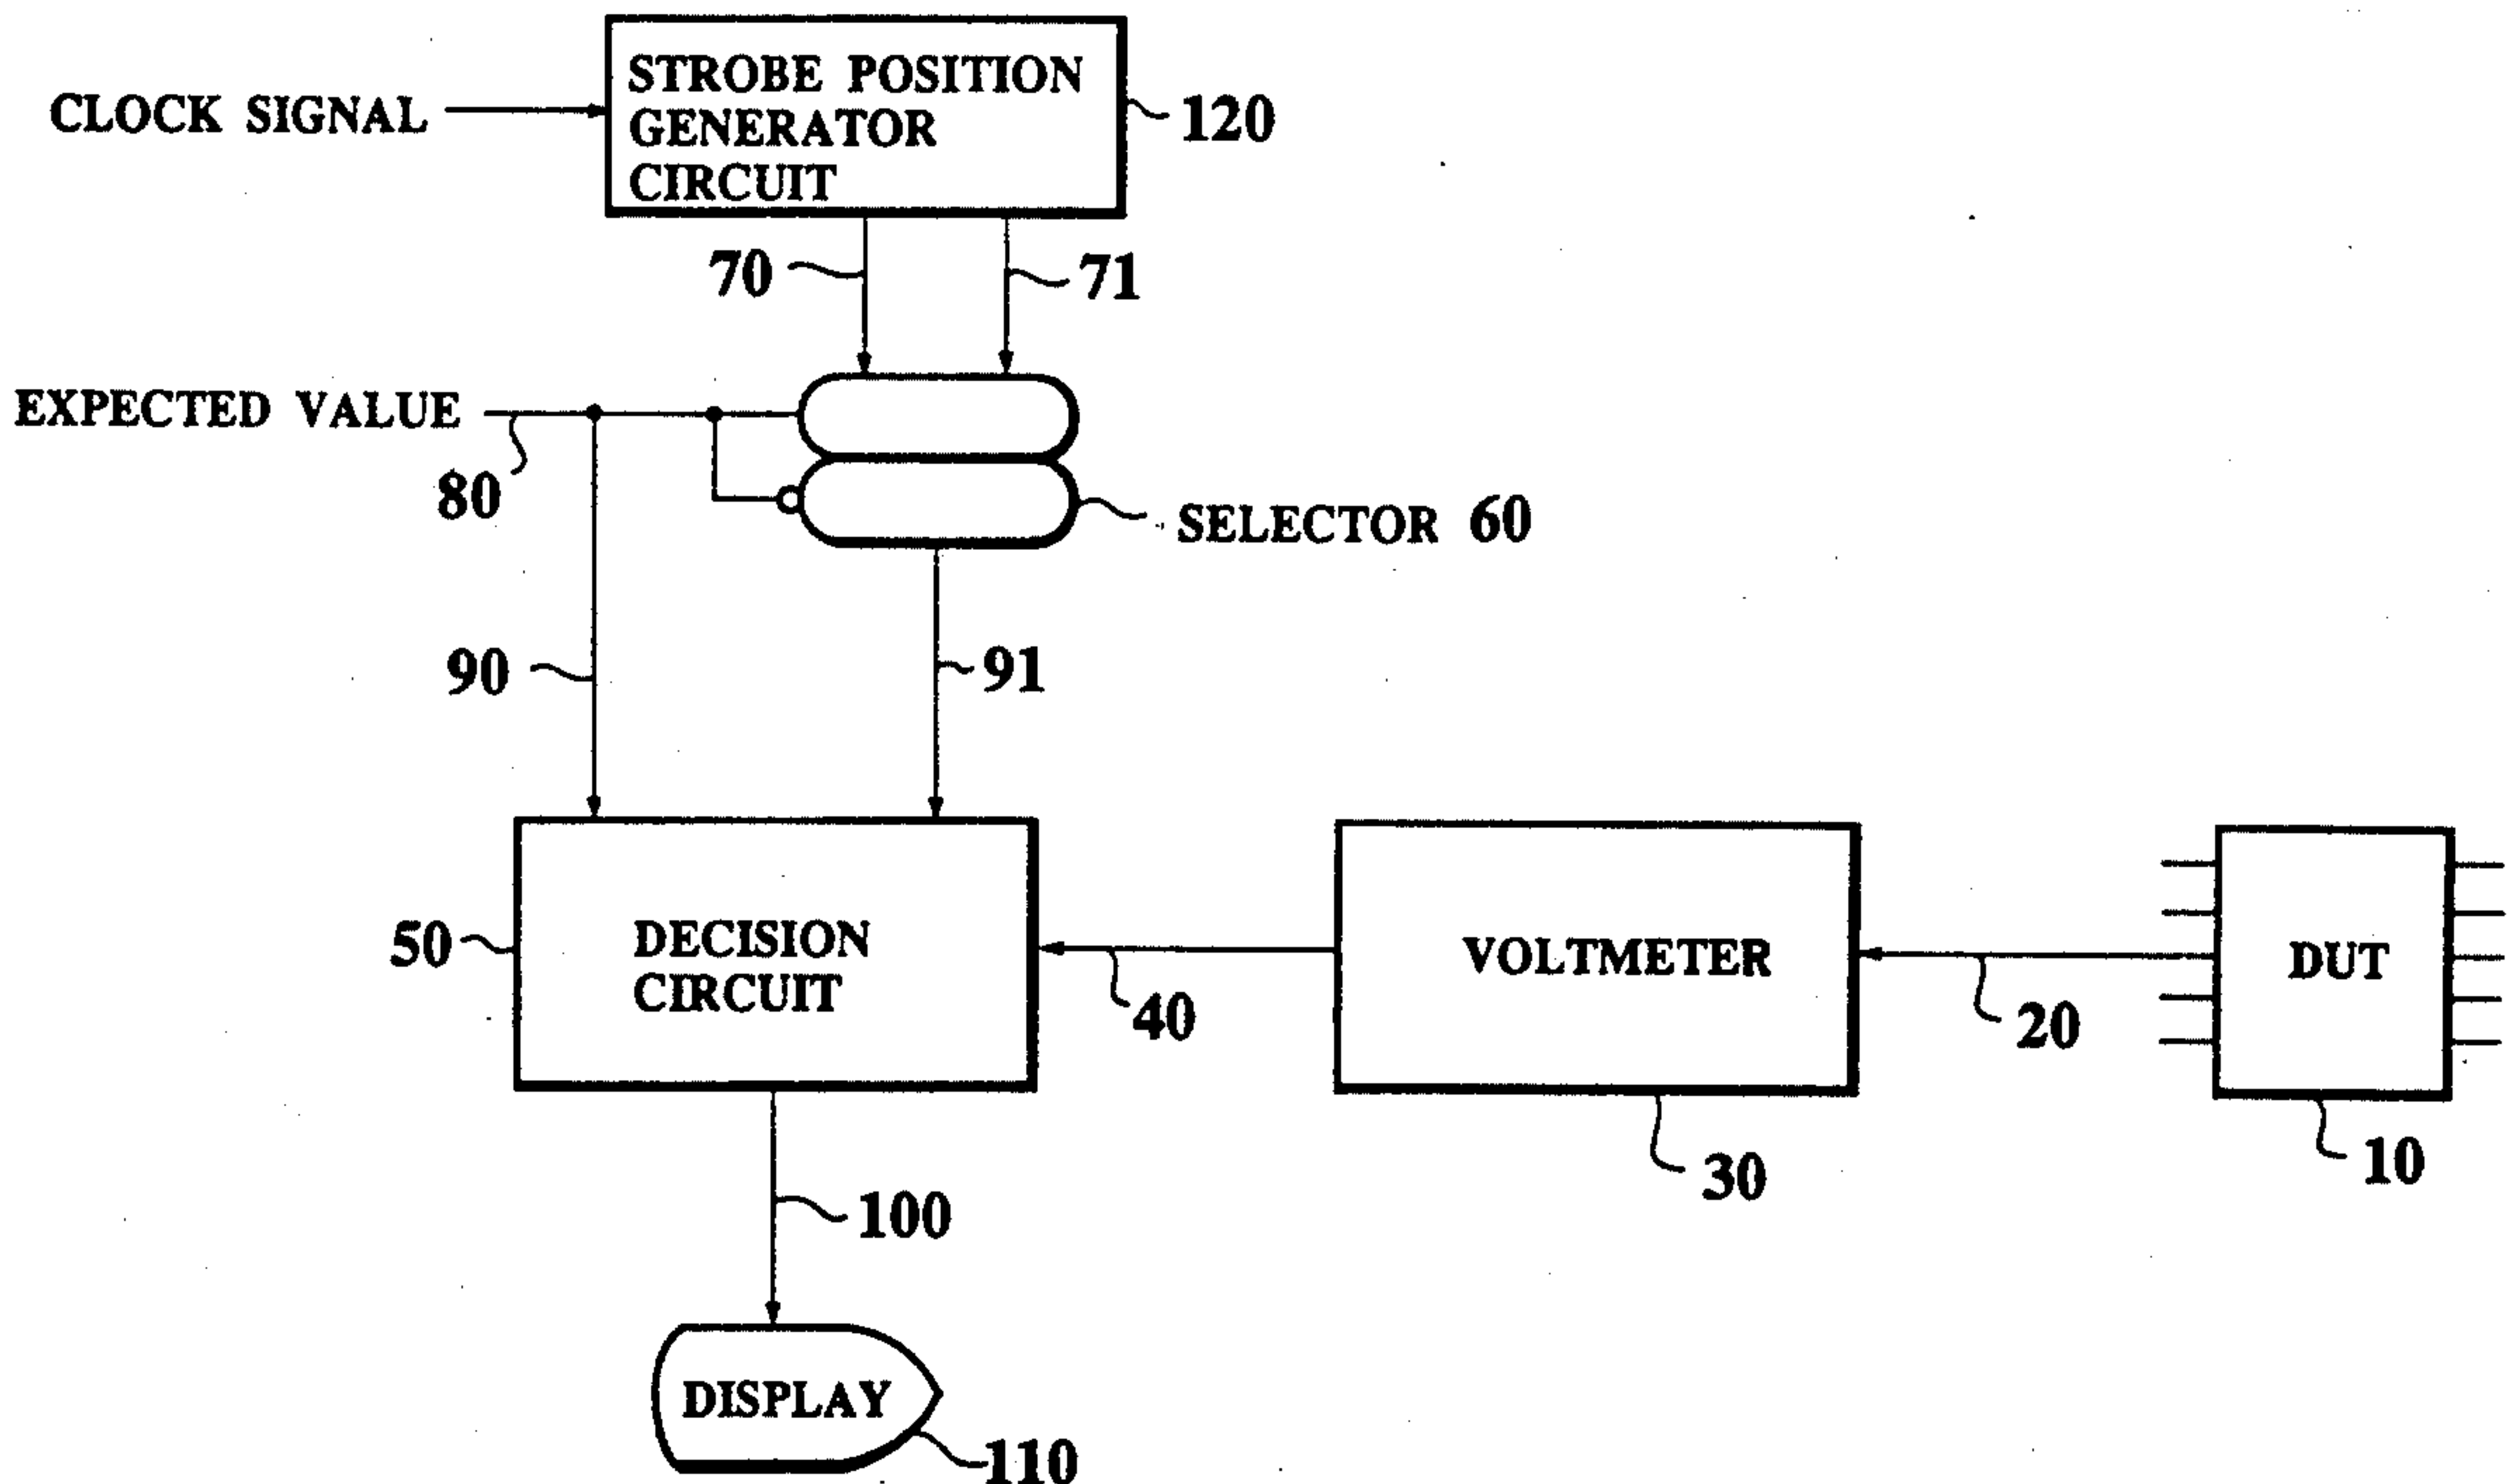 STROBE POSITION
GENERATOR
CIRCUIT
CLOCK SIGNAL
120
70
71
EXPECTED VALUE
80
SELECTOR 60
90
91
50
DECISION
CIRCUIT
40
VOLTMETER
20
DUT
30
10
100
DISPLAY
110